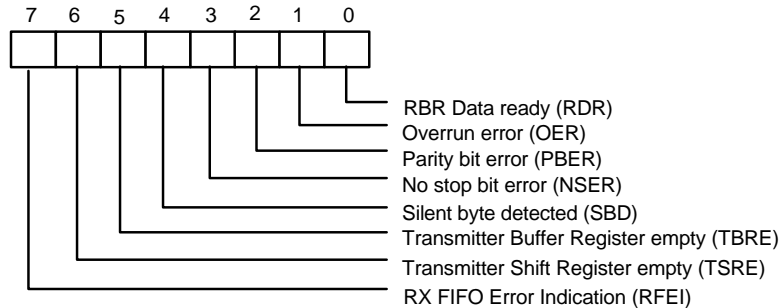 7 6 5 4 3 2 1 0
RBR Data ready (RDR)
Overrun error (OER)
Parity bit error (PBER)
No stop bit error (NSER)
Silent byte detected (SBD)
Transmitter Buffer Register empty (TBRE)
Transmitter Shift Register empty (TSRE)
RX FIFO Error Indication (RFEI)